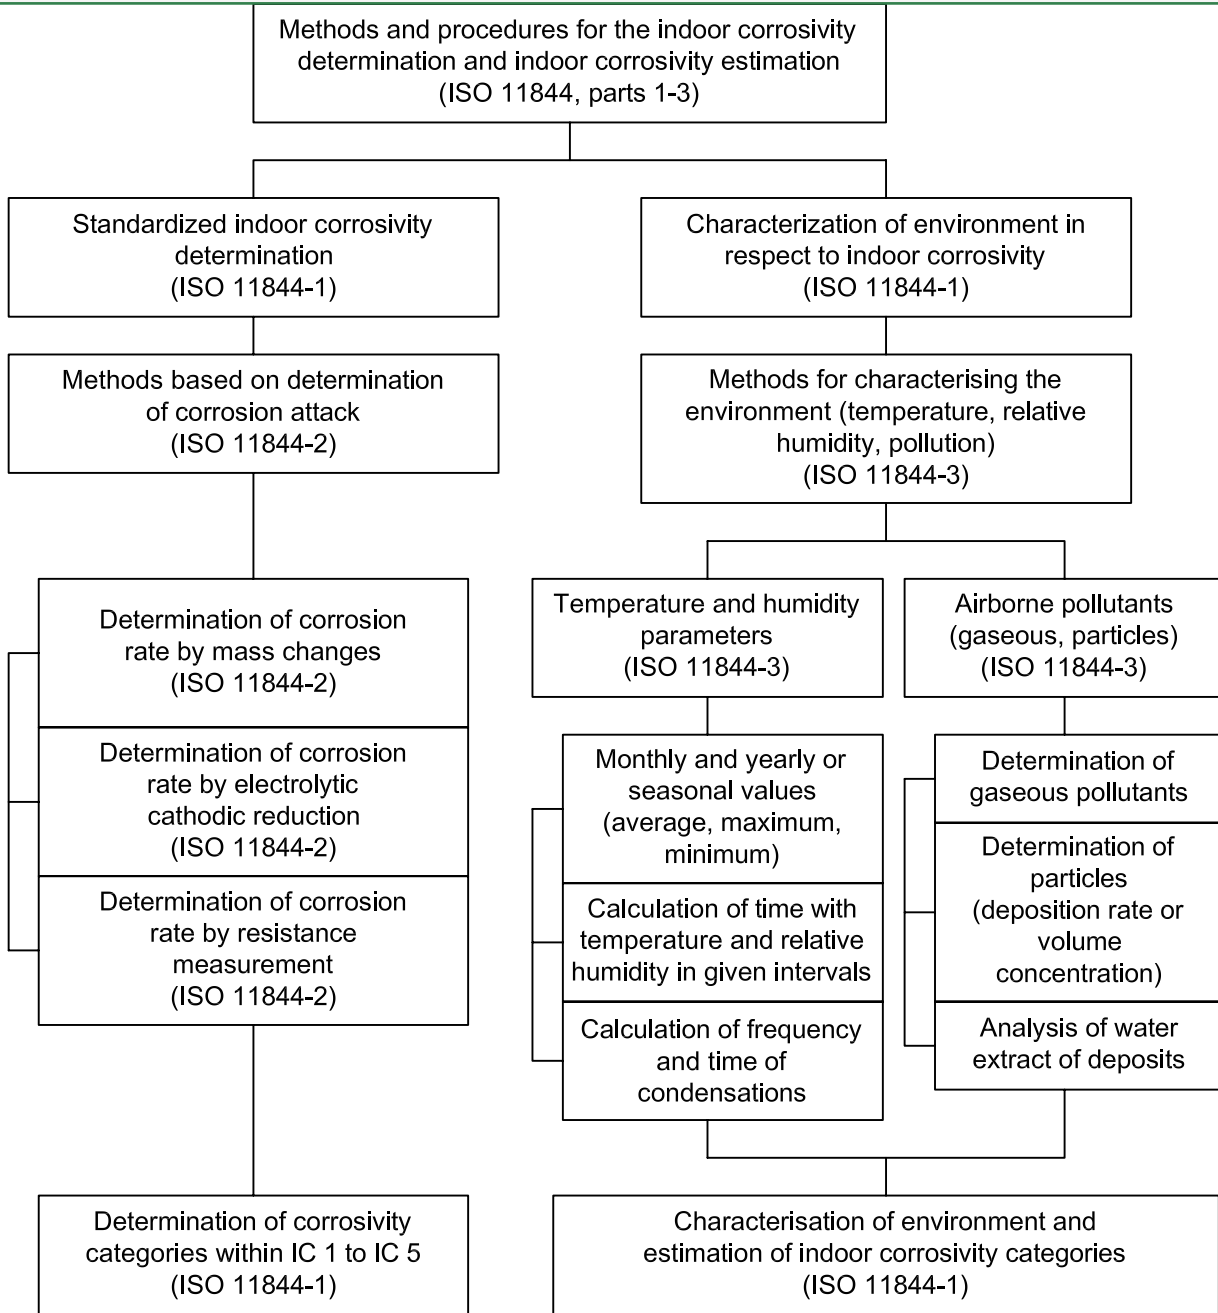 Methods and procedures for the indoor corrosivity
determination and indoor corrosivity estimation
(ISO 11844, parts 1-3)
Standardized indoor corrosivity
determination
(ISO 11844-1)
Characterization of environment in
respect to indoor corrosivity
(ISO 11844-1)
Methods based on determination
of corrosion attack
(ISO 11844-2)
Methods for characterising the
environment (temperature, relative
humidity, pollution)
(ISO 11844-3)
Determination of corrosion
rate by mass changes
(ISO 11844-2)
Determination of corrosion
rate by electrolytic
cathodic reduction
(ISO 11844-2)
Determination of corrosion
rate by resistance
measurement
(ISO 11844-2)
Temperature and humidity
parameters
(ISO 11844-3)
Monthly and yearly or
seasonal values
(average, maximum,
minimum)
Calculation of time with
temperature and relative
humidity in given intervals
Calculation of frequency
and time of
condensations
Airborne pollutants
(gaseous, particles)
(ISO 11844-3)
Determination of
gaseous pollutants
Determination of
particles
(deposition rate or
volume
concentration)
Analysis of water
extract of deposits
Determination of corrosivity
categories within IC 1 to IC 5
(ISO 11844-1)
Characterisation of environment and
estimation of indoor corrosivity categories
(ISO 11844-1)